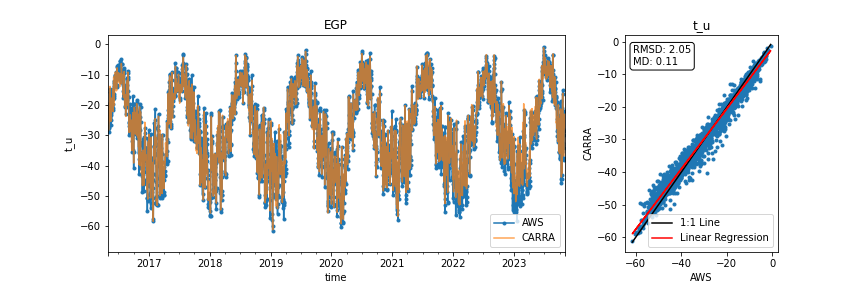 EGP
t_u
0
−10
−20
−30
−40
−50
−60
t_u
2017
2018
2019
2020
2021
2022
2023
time
AWS
CARRA
t_u
RMSD: 2.05
MD: 0.11
0
−10
−20
−30
−40
−50
−60
CARRA
−60
−40
−20
0
AWS
1:1 Line
Linear Regression